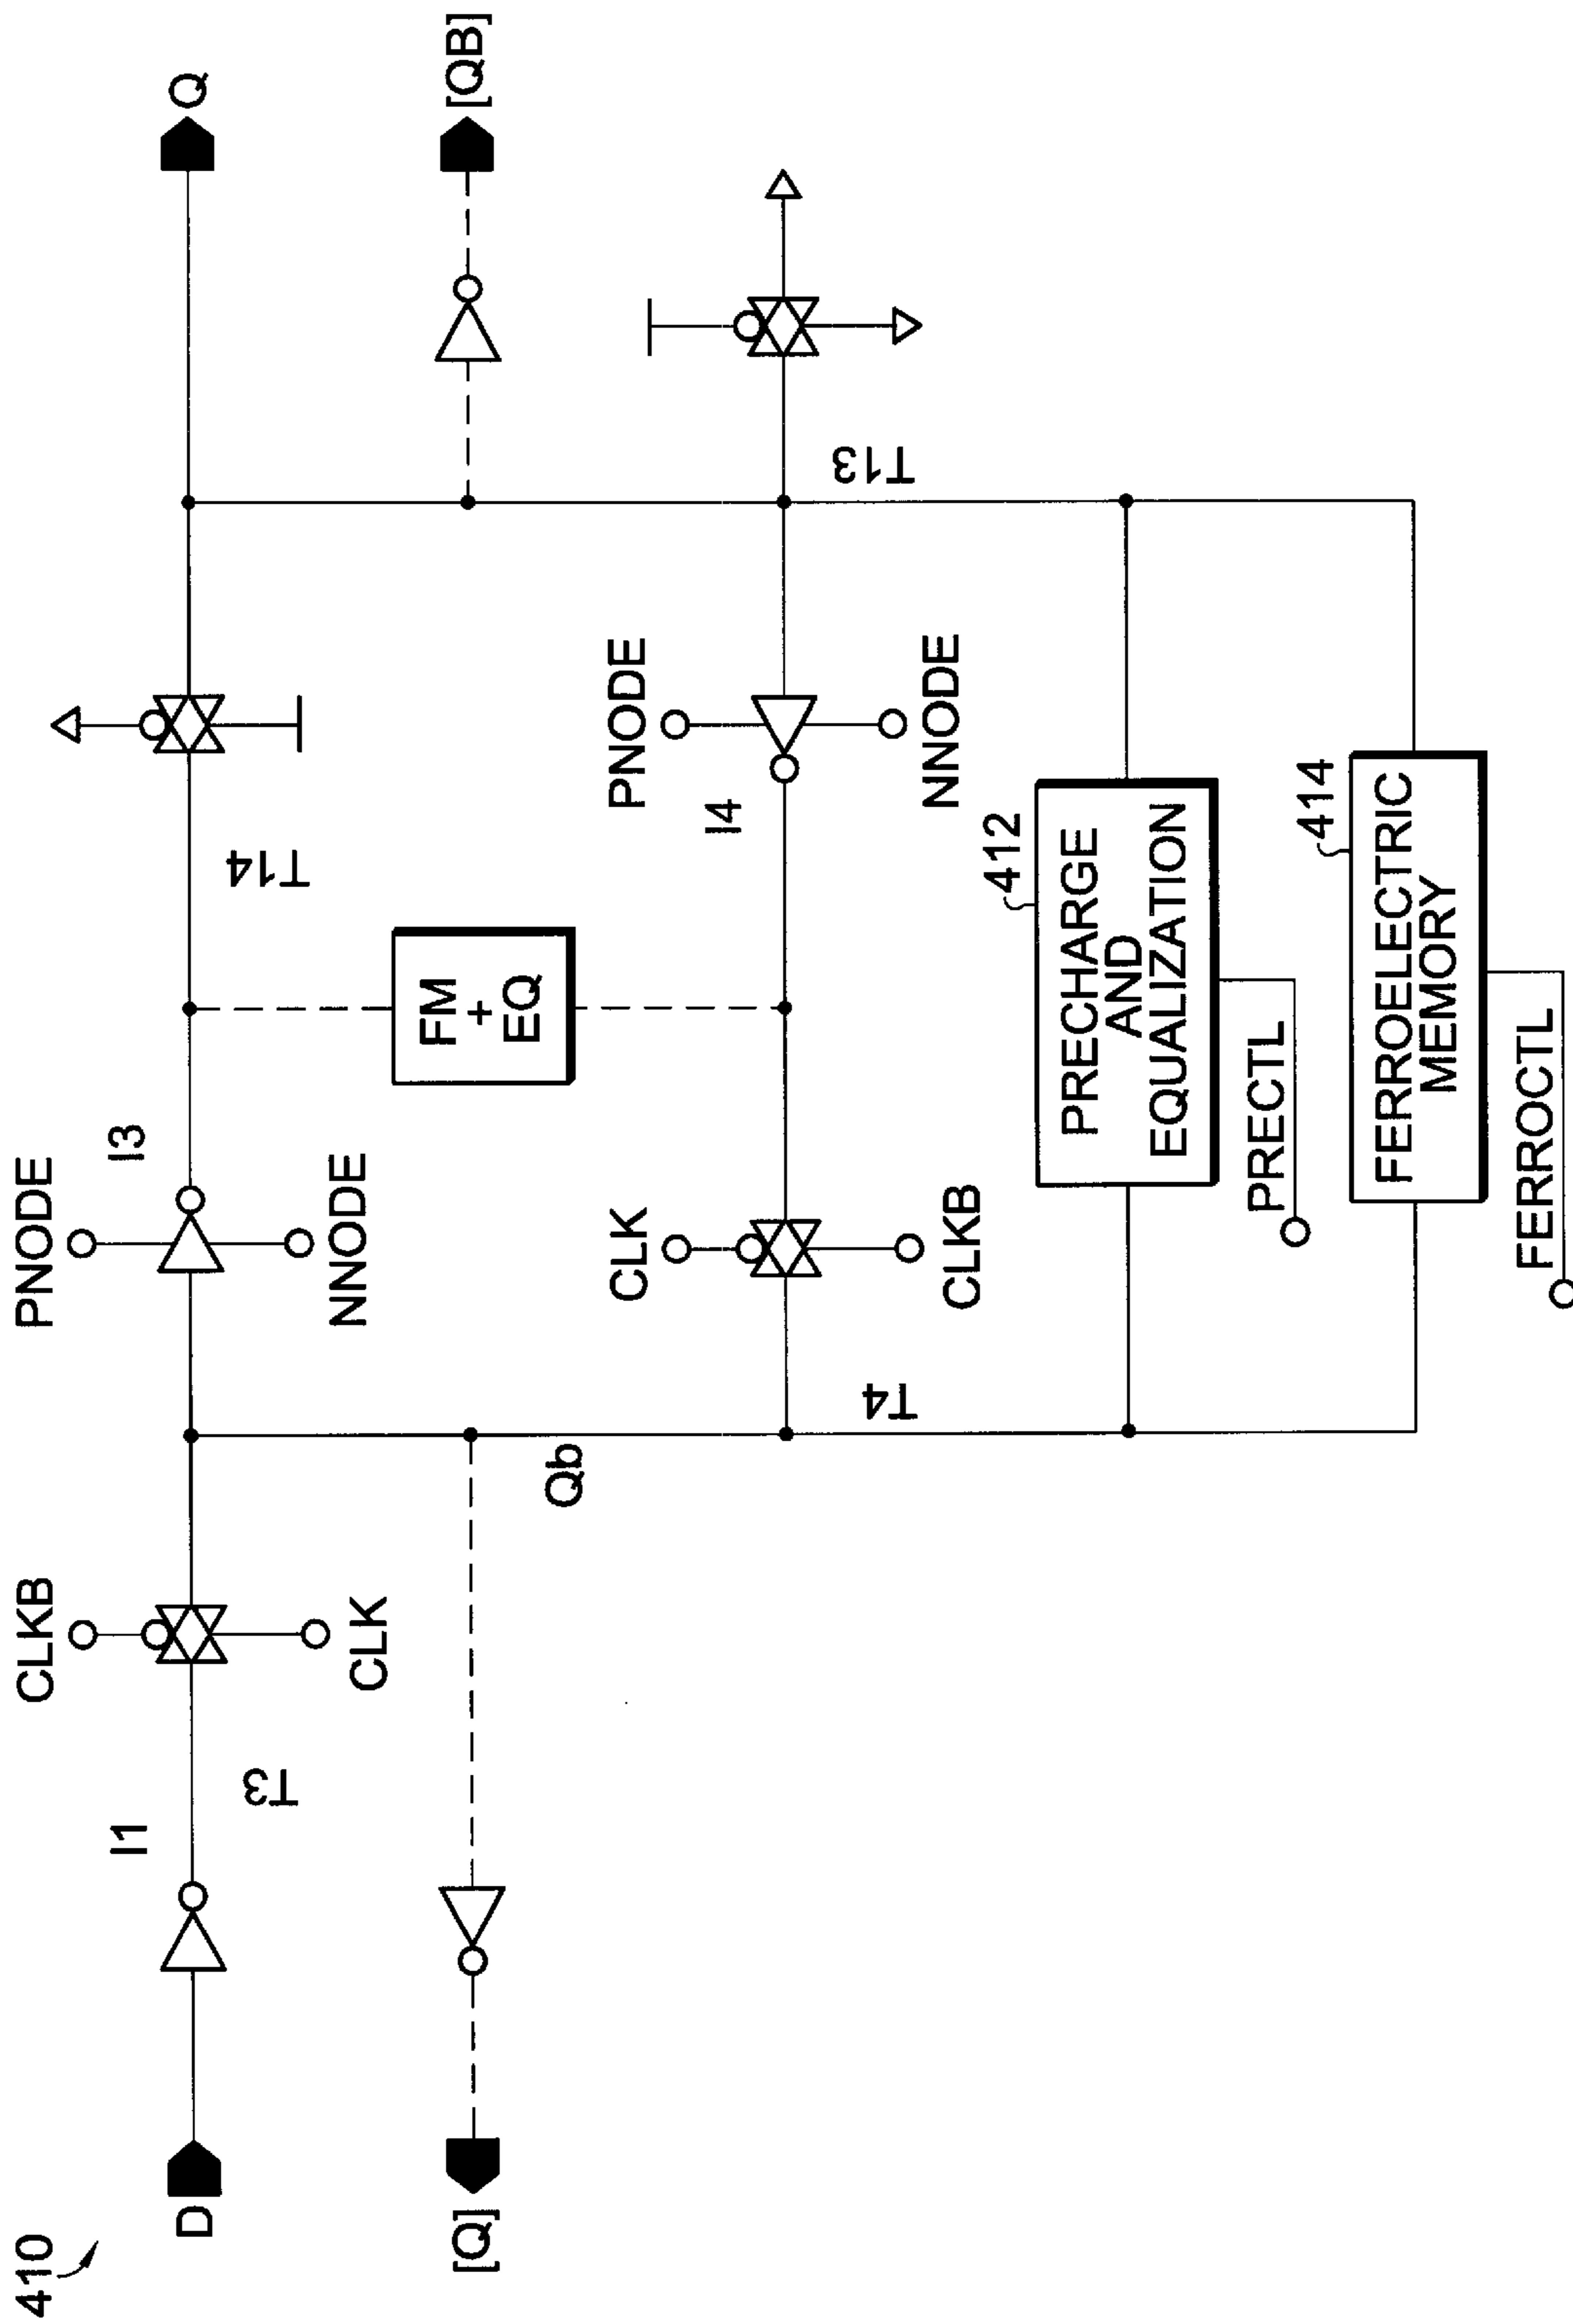 410
D
I1
T3
CLKB
CLK
[Q]
Qb
PNODE
I3
NNODE
T14
Q
[QB]
FM
+
EQ
CLK
CLKB
T4
PNODE
I4
NNODE
T13
412
PRECHARGE
AND
EQUALIZATION
PRECTL
414
FERROELECTRIC
MEMORY
FERROCTL